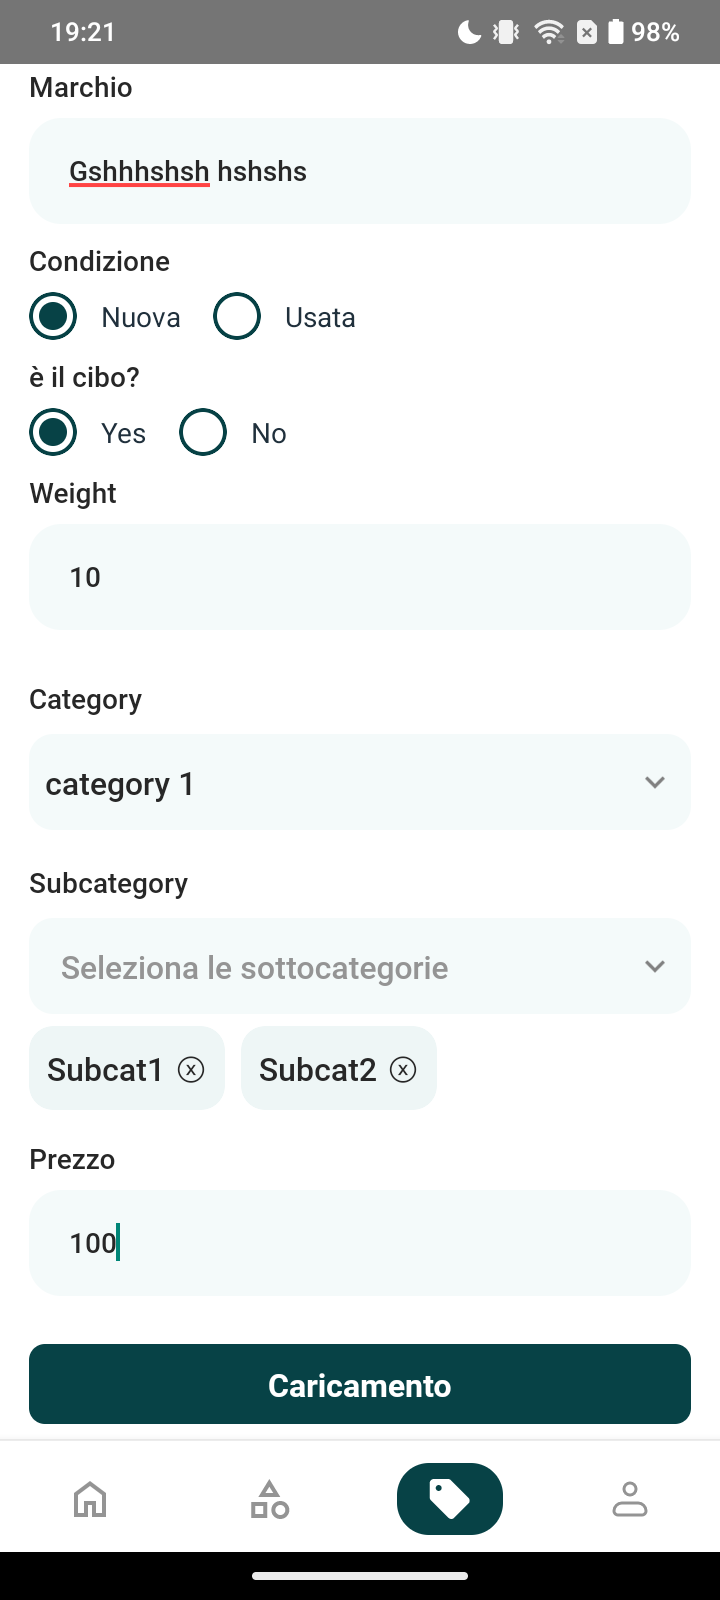 19:21
98%
Marchio
Gshhhshsh hshshs
Condizione
Nuova Usata
è il cibo?
Yes No
Weight
10
Category
category 1
Subcategory
Seleziona le sottocategorie
Subcat1 x Subcat2 x
Prezzo
100
Caricamento